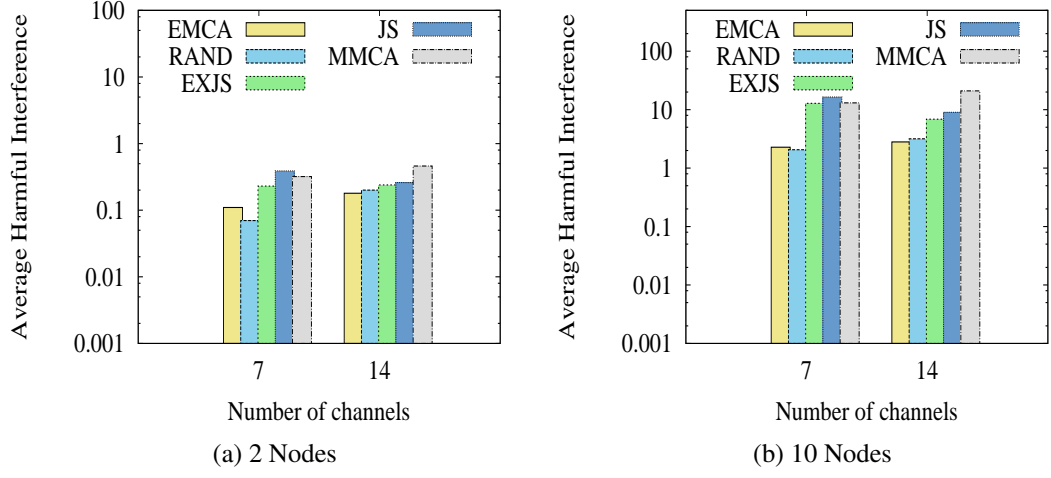 Average Harmful Interference
100
10
1
0.1
0.01
0.001
EMCA
RAND
EXJS
JS
MMCA
7
14
Number of channels
(a) 2 Nodes
Average Harmful Interference
100
10
1
0.1
0.01
0.001
EMCA
RAND
EXJS
JS
MMCA
7
14
Number of channels
(b) 10 Nodes